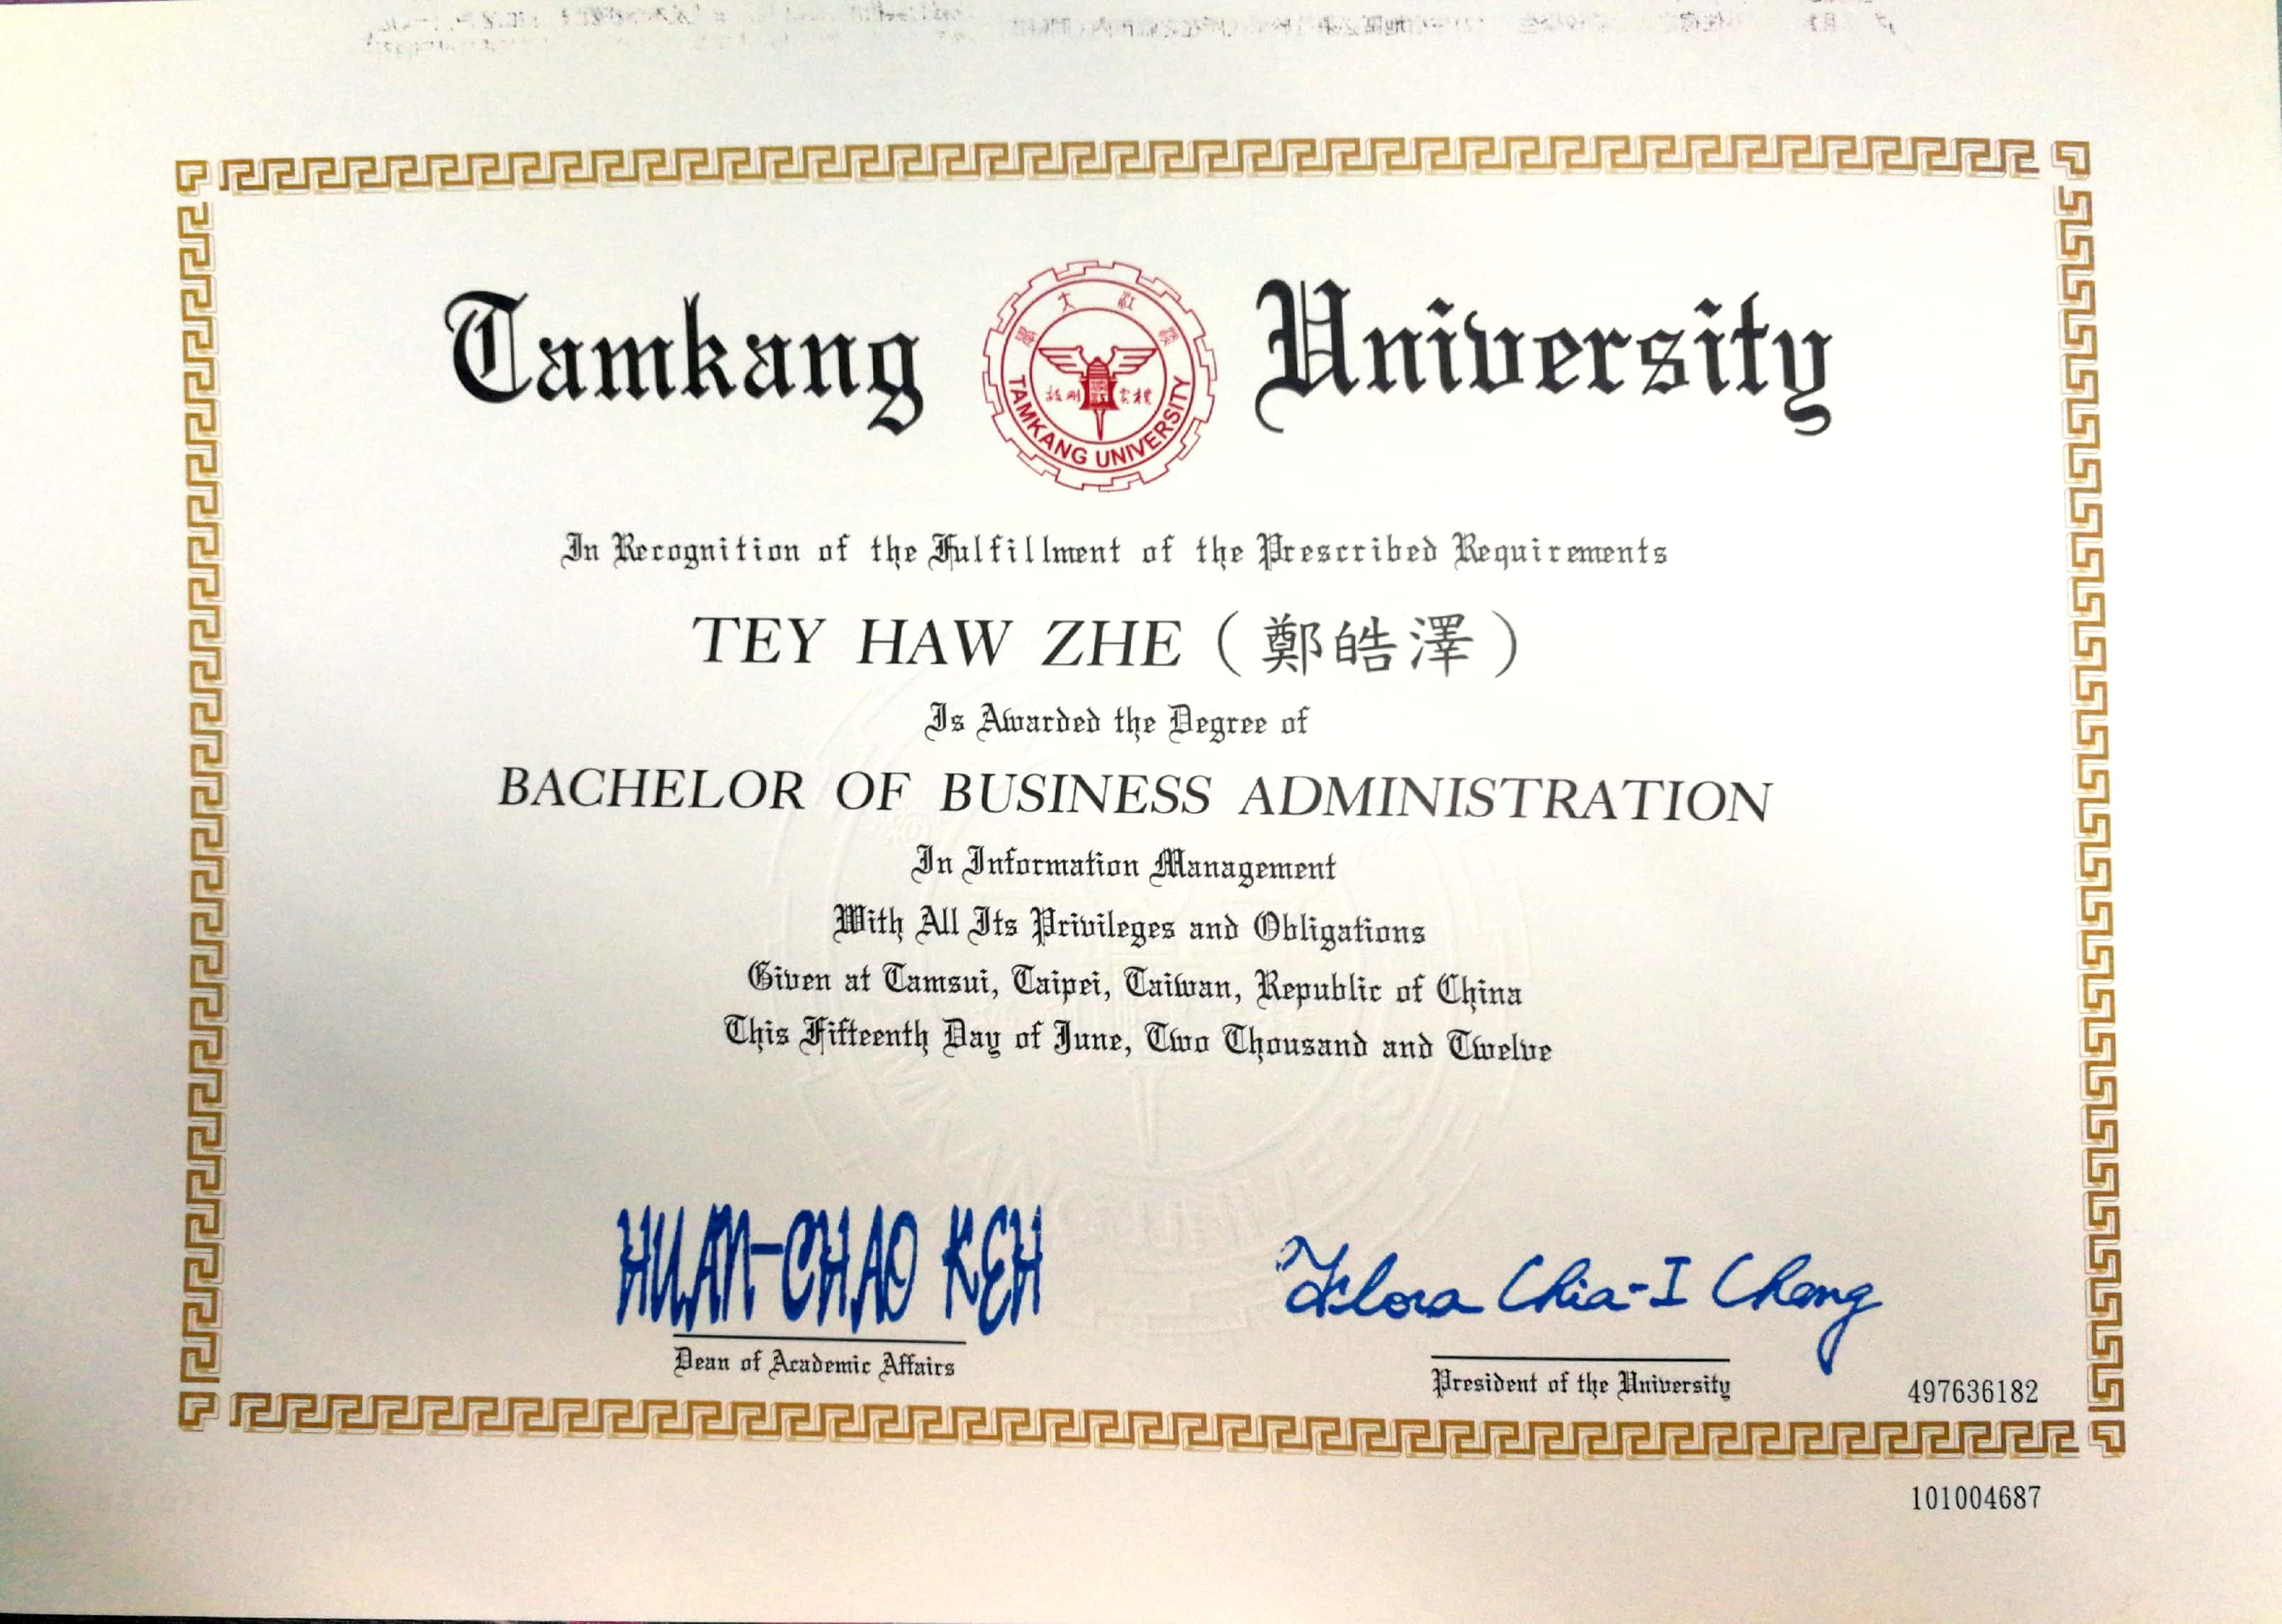 Tamkang University
大
TAMKANG UNIVERSITY
In Recognition of the Fulfillment of the Prescribed Requirements
TEY HAW ZHE (鄭皓澤)
Is Awarded the Degree of
BACHELOR OF BUSINESS ADMINISTRATION
In Information Management
With All Its Privileges and Obligations
Given at Tamsui, Taipei, Taiwan, Republic of China
This Fifteenth Day of June, Two Thousand and Twelve
HUAN-CHAO KEH
Flora Chia-I Chang
Dean of Academic Affairs
President of the University
497636182
101004687